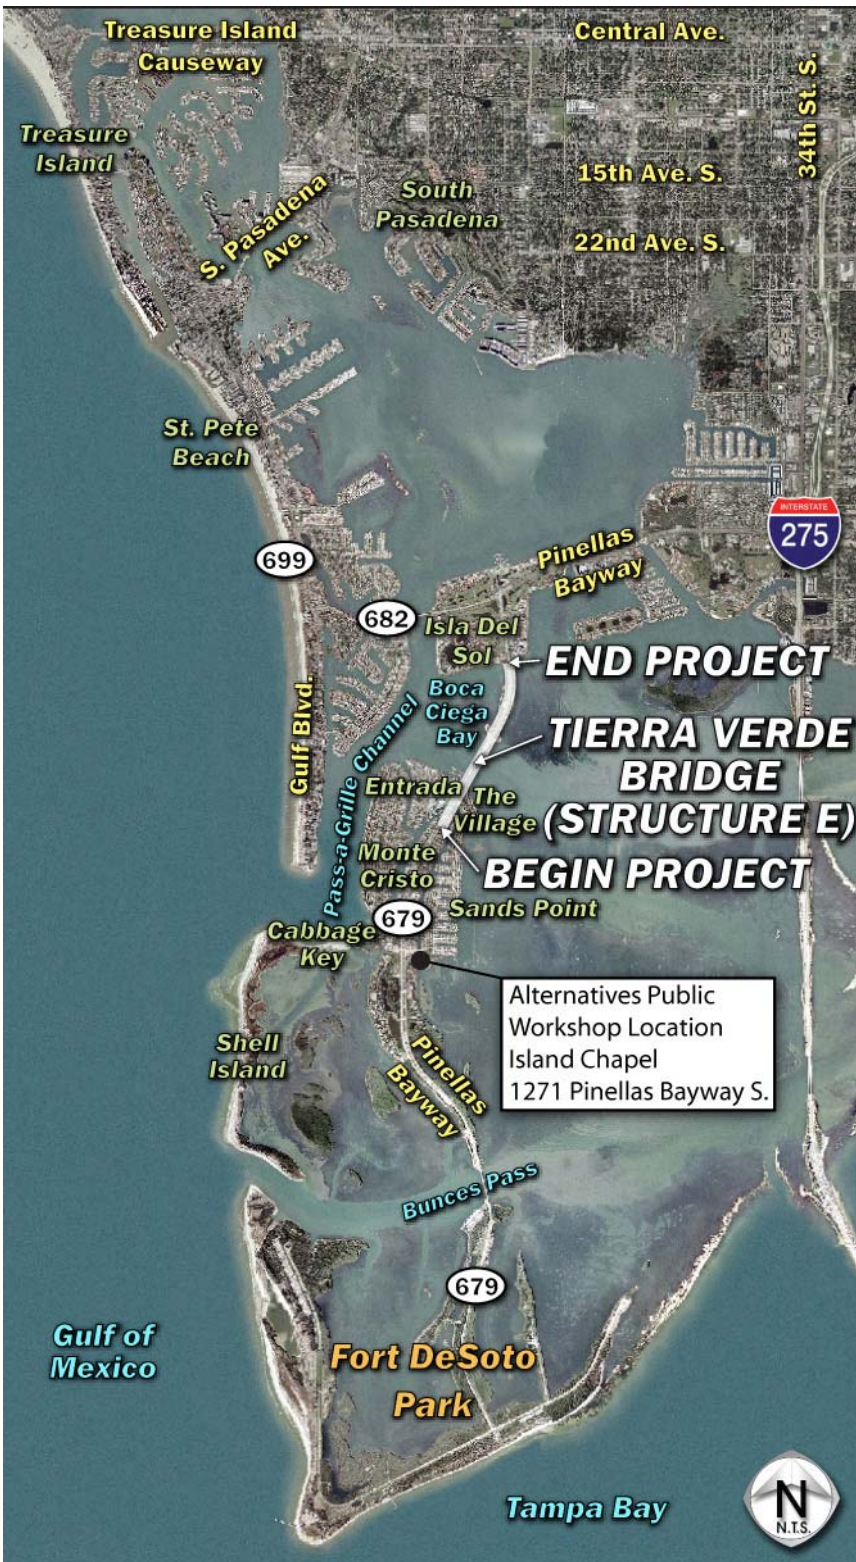 Treasure Island
Causeway
Central Ave.
34th St. S.
Treasure
Island
15th Ave. S.
South
Pasadena
S. Pasadena
Ave.
22nd Ave. S.
St. Pete
Beach
INTERSTATE
275
Pinellas
Bayway
699
682
Isla Del
Sol
END PROJECT
Boca
Ciega
Bay
Gulf Blvd.
Pass-a-Grille Channel
TIERRA VERDE
BRIDGE
(STRUCTURE E)
Entrada
The
Village
BEGIN PROJECT
Monte
Cristo
Sands Point
679
Cabbage
Key
Alternatives Public
Workshop Location
Island Chapel
1271 Pinellas Bayway S.
Shell
Island
Pinellas
Bayway
Bunces Pass
679
Gulf of
Mexico
Fort DeSoto
Park
Tampa Bay
N
N.T.S.